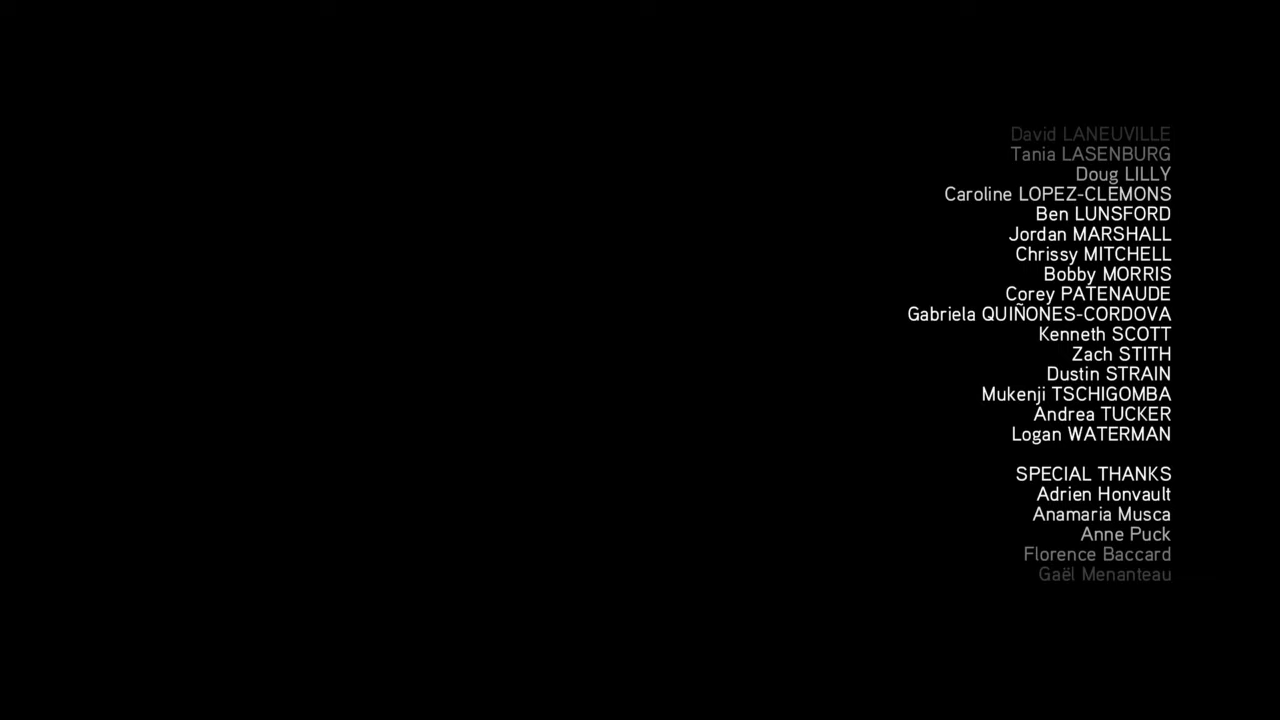 David LANEUVILLE
Tania LASENBURG
Doug LILLY
Caroline LOPEZ-CLEMONS
Ben LUNSFORD
Jordan MARSHALL
Chrissy MITCHELL
Bobby MORRIS
Corey PATENAUDE
Gabriela QUIÑONES-CORDOVA
Kenneth SCOTT
Zach STITH
Dustin STRAIN
Mukenji TSCHIGOMBA
Andrea TUCKER
Logan WATERMAN
SPECIAL THANKS
Adrien Honvault
Anamaria Musca
Anne Puck
Florence Baccard
Gaël Menanteau